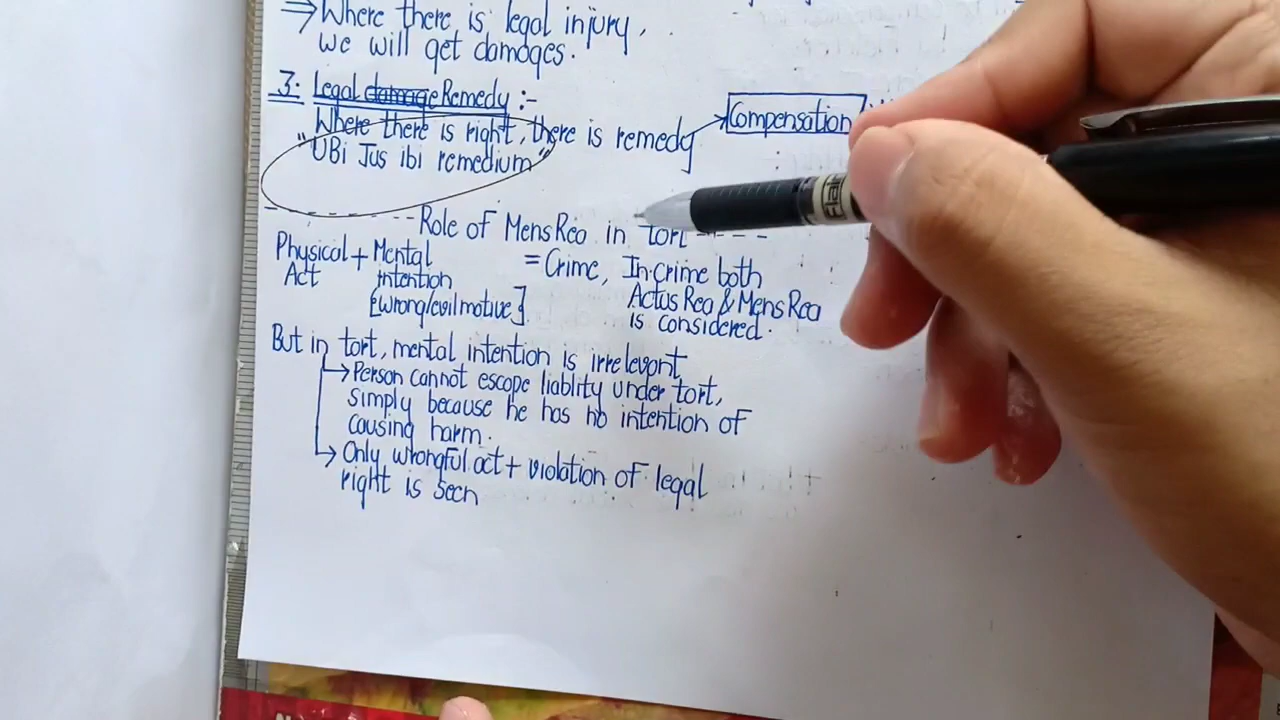 ⇒ Where there is legal injury,
we will get damages.
3. Legal damage Remedy :-
Where there is right, there is remedy → Compensation
"UBi Jus ibi remedium"
Role of Mens Rea in tort
Physical + Mental = Crime, In crime both
Act intention Actus Rea & Mens Rea
[wrong/evil motive] is considered.
But in tort, mental intention is irrelevant
→ Person cannot escape liablity under tort,
simply because he has no intention of
causing harm.
→ Only wrongful act + violation of legal
right is seen
Flair